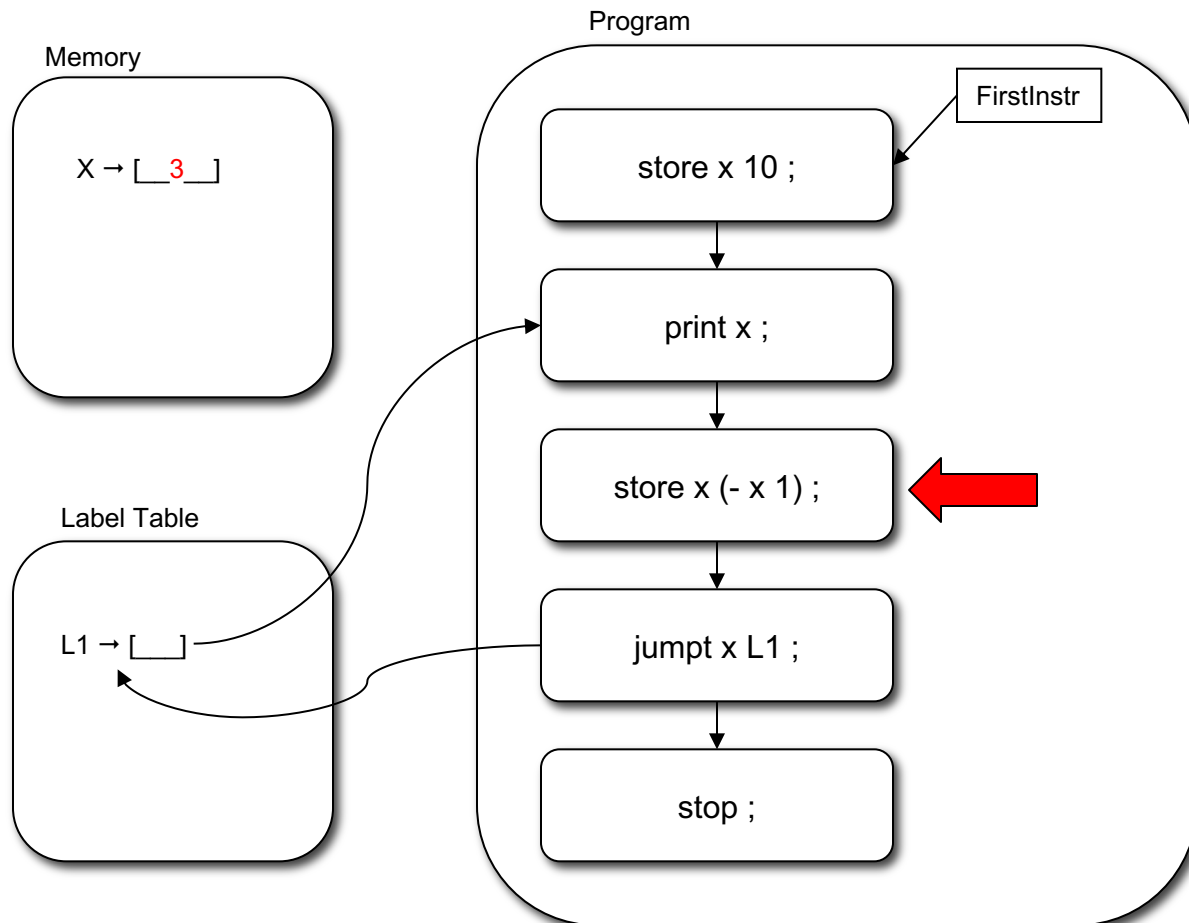 Program
Memory
FirstInstr
store x 10 ;
X → [__3__]
print x ;
store x (- x 1) ;
Label Table
L1 → [___]
jumpt x L1 ;
stop ;